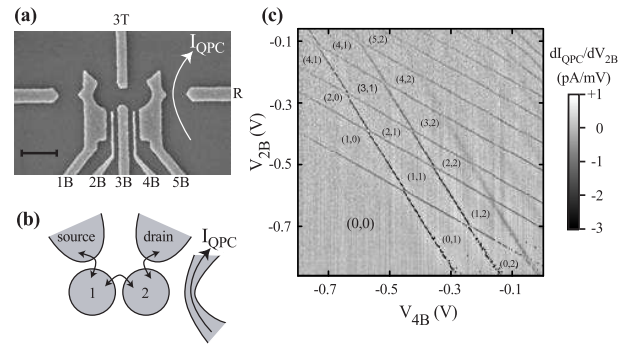 (a)
3T
I_QPC
R
1B 2B 3B 4B 5B
(b)
source drain
I_QPC
1 2
(c)
dI_QPC/dV_2B
(pA/mV)
+1
0
-1
-2
-3
V_2B (V)
-0.1
-0.3
-0.5
-0.7
-0.7 -0.5 -0.3 -0.1
V_4B (V)
(4,1) (5,2)
(4,1)
(3,1) (4,2)
(2,0)
(3,2)
(1,0) (2,1)
(2,2)
(1,1)
(1,2)
(0,0)
(0,1)
(0,2)